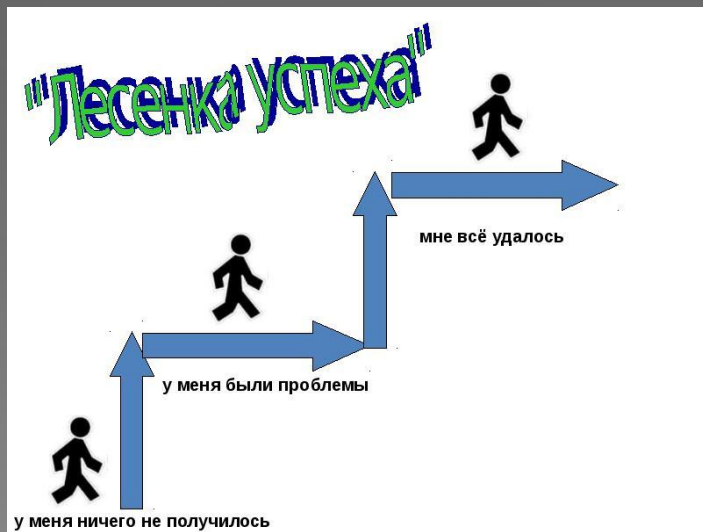 "Лесенка успеха"
мне всё удалось
у меня были проблемы
у меня ничего не получилось